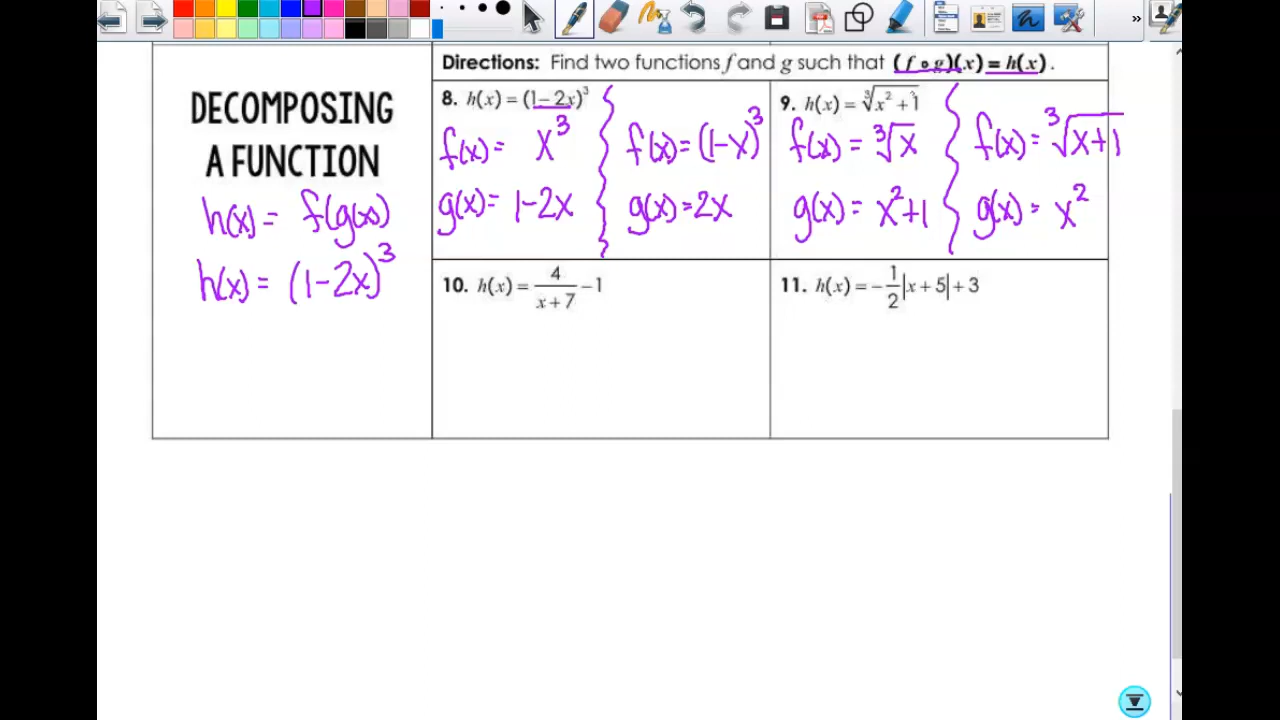 »
Directions: Find two functions f and g such that (f ∘ g)(x) = h(x).
DECOMPOSING
A FUNCTION
h(x) = f(g(x))
h(x) = (1-2x)³
8. h(x) = (1 – 2x)³
f(x) = x³
g(x) = 1-2x
f(x) = (1-x)³
g(x) = 2x
9. h(x) = ∛(x² + 1)
f(x) = ∛x
g(x) = x²+1
f(x) = ∛(x+1)
g(x) = x²
10. h(x) = 4/(x + 7) – 1
11. h(x) = –1/2|x + 5| + 3